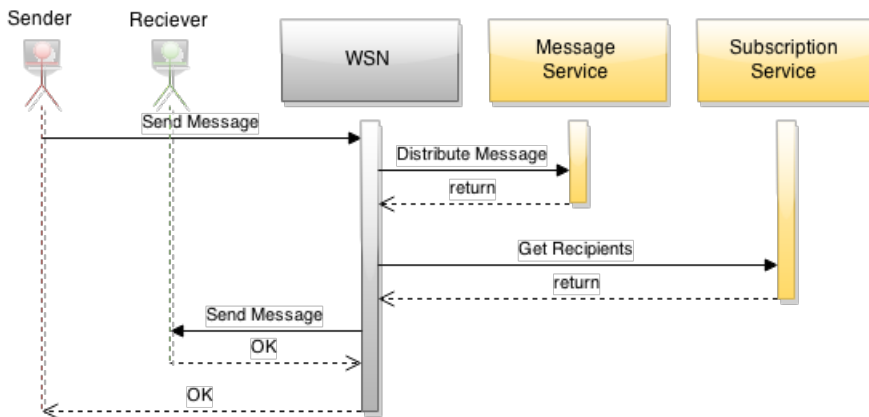 Sender
Reciever
WSN
Message
Service
Subscription
Service
Send Message
Distribute Message
return
Get Recipients
return
Send Message
OK
OK